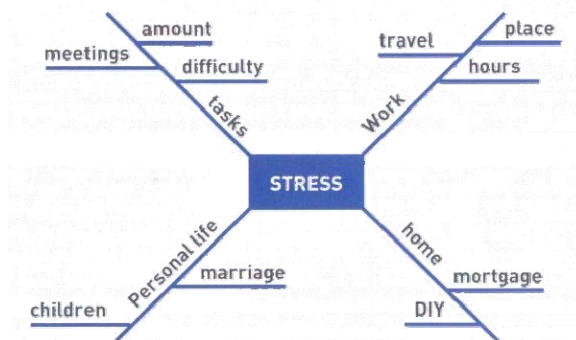 amount
meetings
difficulty
tasks
place
travel
hours
Work
STRESS
Personal life
marriage
children
home
mortgage
DIY